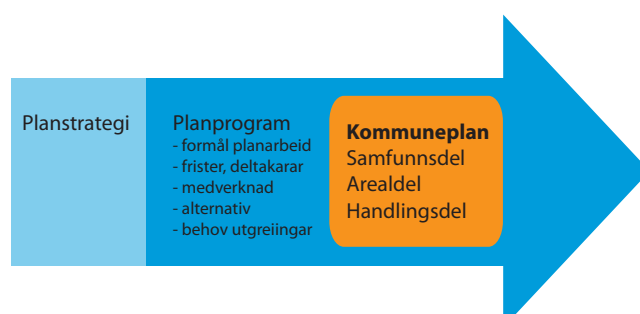 Planstrategi
Planprogram
- formål planarbeid
- frister, deltakarar
- medverknad
- alternativ
- behov utgreiingar
Kommuneplan
Samfunnsdel
Arealdel
Handlingsdel